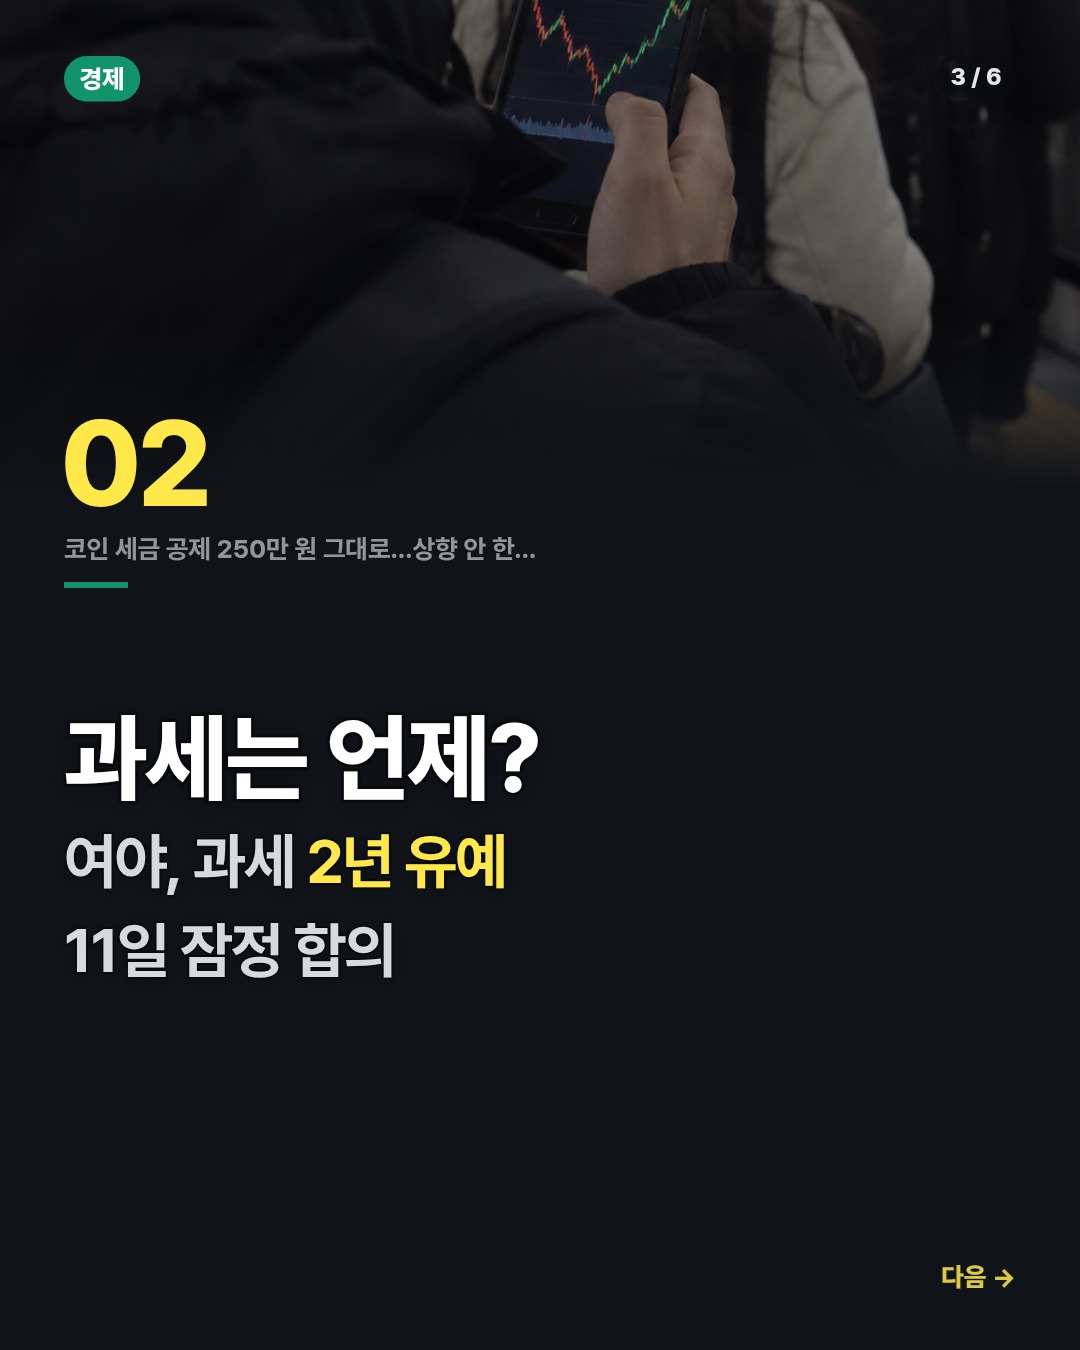 경제
3 / 6
02
코인 세금 공제 250만 원 그대로…상향 안 한…
과세는 언제?
여야, 과세 2년 유예
11일 잠정 합의
다음 →